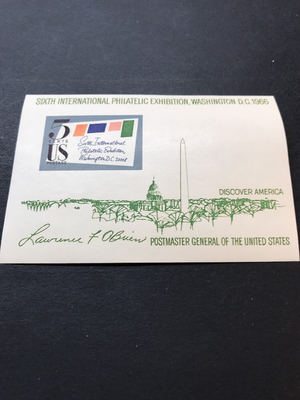 SIXTH INTERNATIONAL PHILATELIC EXHIBITION, WASHINGTON D.C. 1966
5
CENTS
US
POSTAGE
Sixth International
Philatelic Exhibition
Washington D.C. 20008
DISCOVER AMERICA
Lawrence F O'Brien
POSTMASTER GENERAL OF THE UNITED STATES